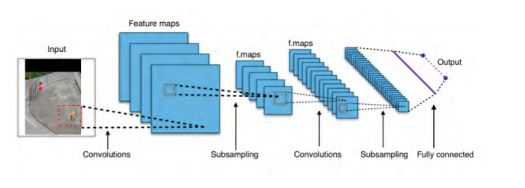 Feature maps
Input
f.maps
f.maps
Output
Convolutions
Subsampling
Convolutions
Subsampling
Fully connected